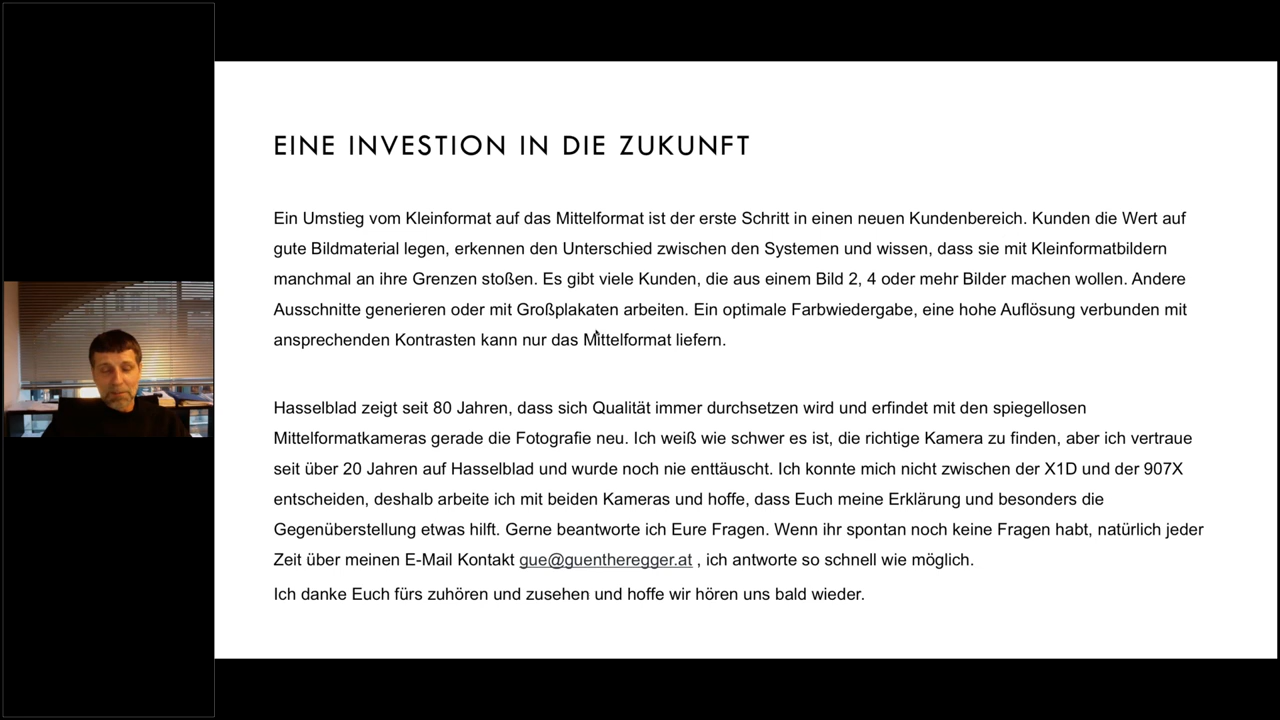 EINE INVESTION IN DIE ZUKUNFT
Ein Umstieg vom Kleinformat auf das Mittelformat ist der erste Schritt in einen neuen Kundenbereich. Kunden die Wert auf
gute Bildmaterial legen, erkennen den Unterschied zwischen den Systemen und wissen, dass sie mit Kleinformatbildern
manchmal an ihre Grenzen stoßen. Es gibt viele Kunden, die aus einem Bild 2, 4 oder mehr Bilder machen wollen. Andere
Ausschnitte generieren oder mit Großplakaten arbeiten. Ein optimale Farbwiedergabe, eine hohe Auflösung verbunden mit
ansprechenden Kontrasten kann nur das Mittelformat liefern.
Hasselblad zeigt seit 80 Jahren, dass sich Qualität immer durchsetzen wird und erfindet mit den spiegellosen
Mittelformatkameras gerade die Fotografie neu. Ich weiß wie schwer es ist, die richtige Kamera zu finden, aber ich vertraue
seit über 20 Jahren auf Hasselblad und wurde noch nie enttäuscht. Ich konnte mich nicht zwischen der X1D und der 907X
entscheiden, deshalb arbeite ich mit beiden Kameras und hoffe, dass Euch meine Erklärung und besonders die
Gegenüberstellung etwas hilft. Gerne beantworte ich Eure Fragen. Wenn ihr spontan noch keine Fragen habt, natürlich jeder
Zeit über meinen E-Mail Kontakt gue@guentheregger.at , ich antworte so schnell wie möglich.
Ich danke Euch fürs zuhören und zusehen und hoffe wir hören uns bald wieder.